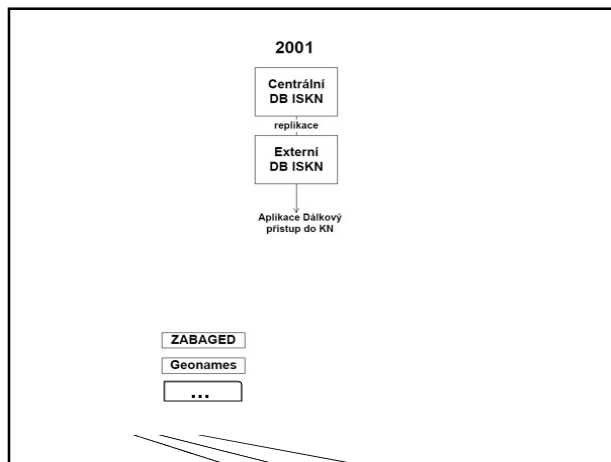 2001
Centrální
DB ISKN
replikace
Externí
DB ISKN
Aplikace Dálkový
přístup do KN
ZABAGED
Geonames
...